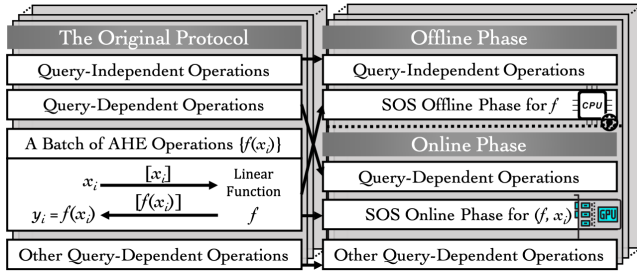 The Original Protocol
Query-Independent Operations
Query-Dependent Operations
A Batch of AHE Operations {f(xᵢ)}
xᵢ [xᵢ] Linear
Function
yᵢ = f(xᵢ) [f(xᵢ)] f
Other Query-Dependent Operations
Offline Phase
Query-Independent Operations
SOS Offline Phase for f
CPU
Online Phase
Query-Dependent Operations
SOS Online Phase for (f, xᵢ)
GPU
Other Query-Dependent Operations